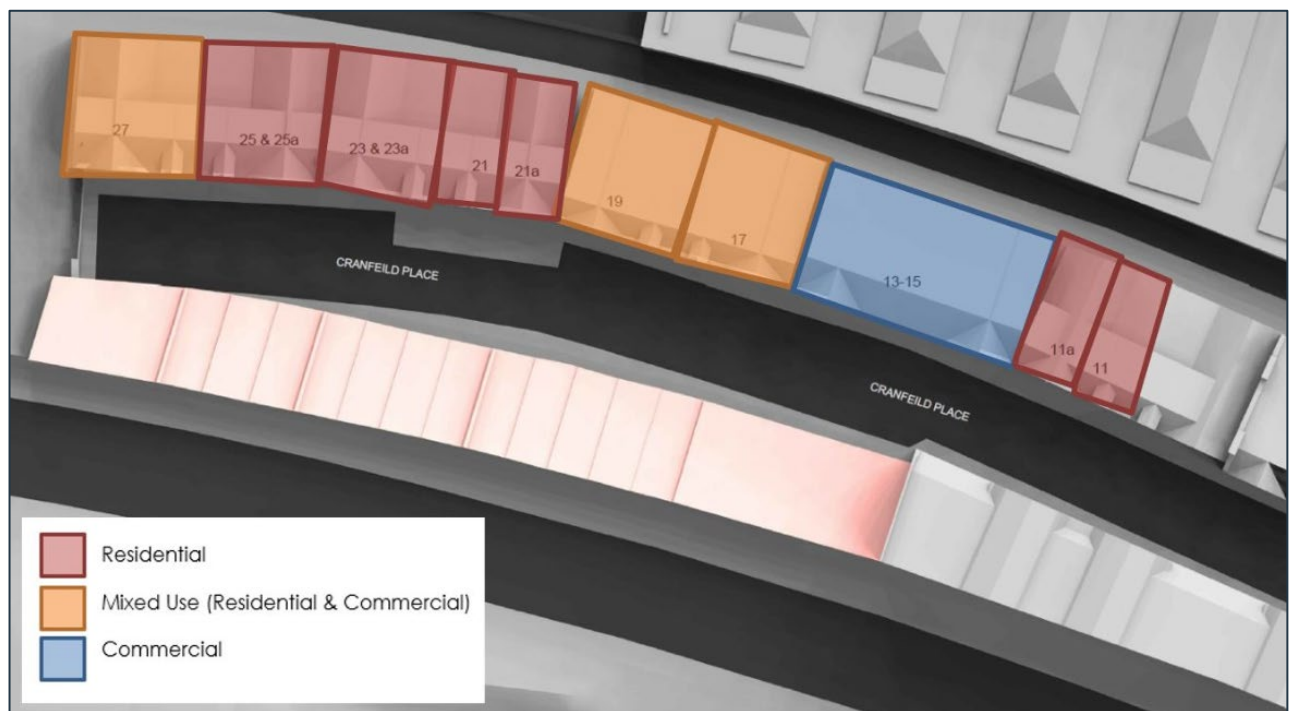 27
25 & 25a
23 & 23a
21
21a
19
17
13-15
11a
11
CRANFEILD PLACE
CRANFEILD PLACE
Residential
Mixed Use (Residential & Commercial)
Commercial